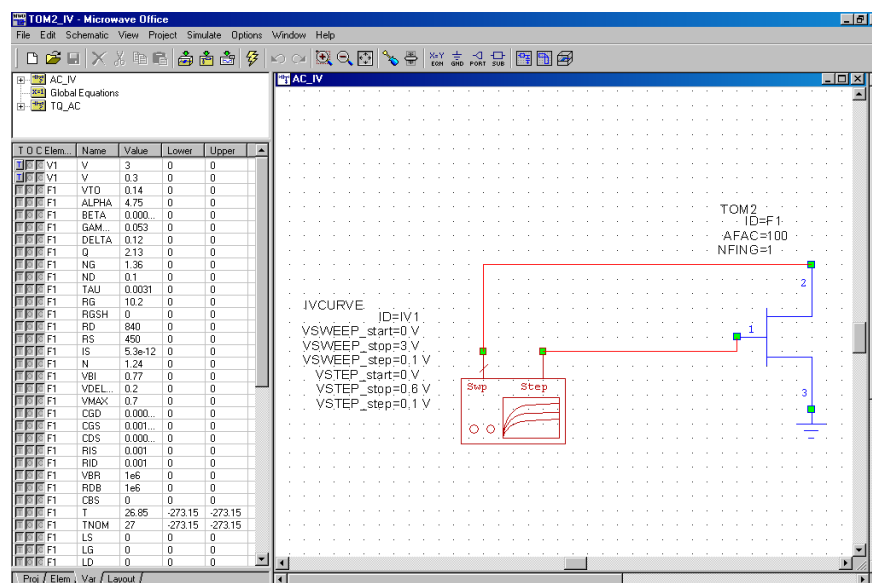 TOM2_IV - Microwave Office
File Edit Schematic View Project Simulate Options Window Help
X=Y
EQN GND PORT SUB
AC_IV
Global Equations
TQ_AC
T O C Elem... Name Value Lower Upper
V1 V 3 0 0
V1 V 0.3 0 0
F1 VTO 0.14 0 0
F1 ALPHA 4.75 0 0
F1 BETA 0.000... 0 0
F1 GAM... 0.053 0 0
F1 DELTA 0.12 0 0
F1 Q 2.13 0 0
F1 NG 1.36 0 0
F1 ND 0.1 0 0
F1 TAU 0.0031 0 0
F1 RG 10.2 0 0
F1 RGSH 0 0 0
F1 RD 840 0 0
F1 RS 450 0 0
F1 IS 5.3e-12 0 0
F1 N 1.24 0 0
F1 VBI 0.77 0 0
F1 VDEL... 0.2 0 0
F1 VMAX 0.7 0 0
F1 CGD 0.000... 0 0
F1 CGS 0.001... 0 0
F1 CDS 0.000... 0 0
F1 RIS 0.001 0 0
F1 RID 0.001 0 0
F1 VBR 1e6 0 0
F1 RDB 1e6 0 0
F1 CBS 0 0 0
F1 T 26.85 -273.15 -273.15
F1 TNOM 27 -273.15 -273.15
F1 LS 0 0 0
F1 LG 0 0 0
F1 LD 0 0 0
Proj Elem Var Layout
AC_IV
TOM2
ID=F1
AFAC=100
NFING=1
2
1
3
IVCURVE
ID=IV1
VSWEEP_start=0 V
VSWEEP_stop=3 V
VSWEEP_step=0.1 V
VSTEP_start=0 V
VSTEP_stop=0.6 V
VSTEP_step=0.1 V
Swp Step